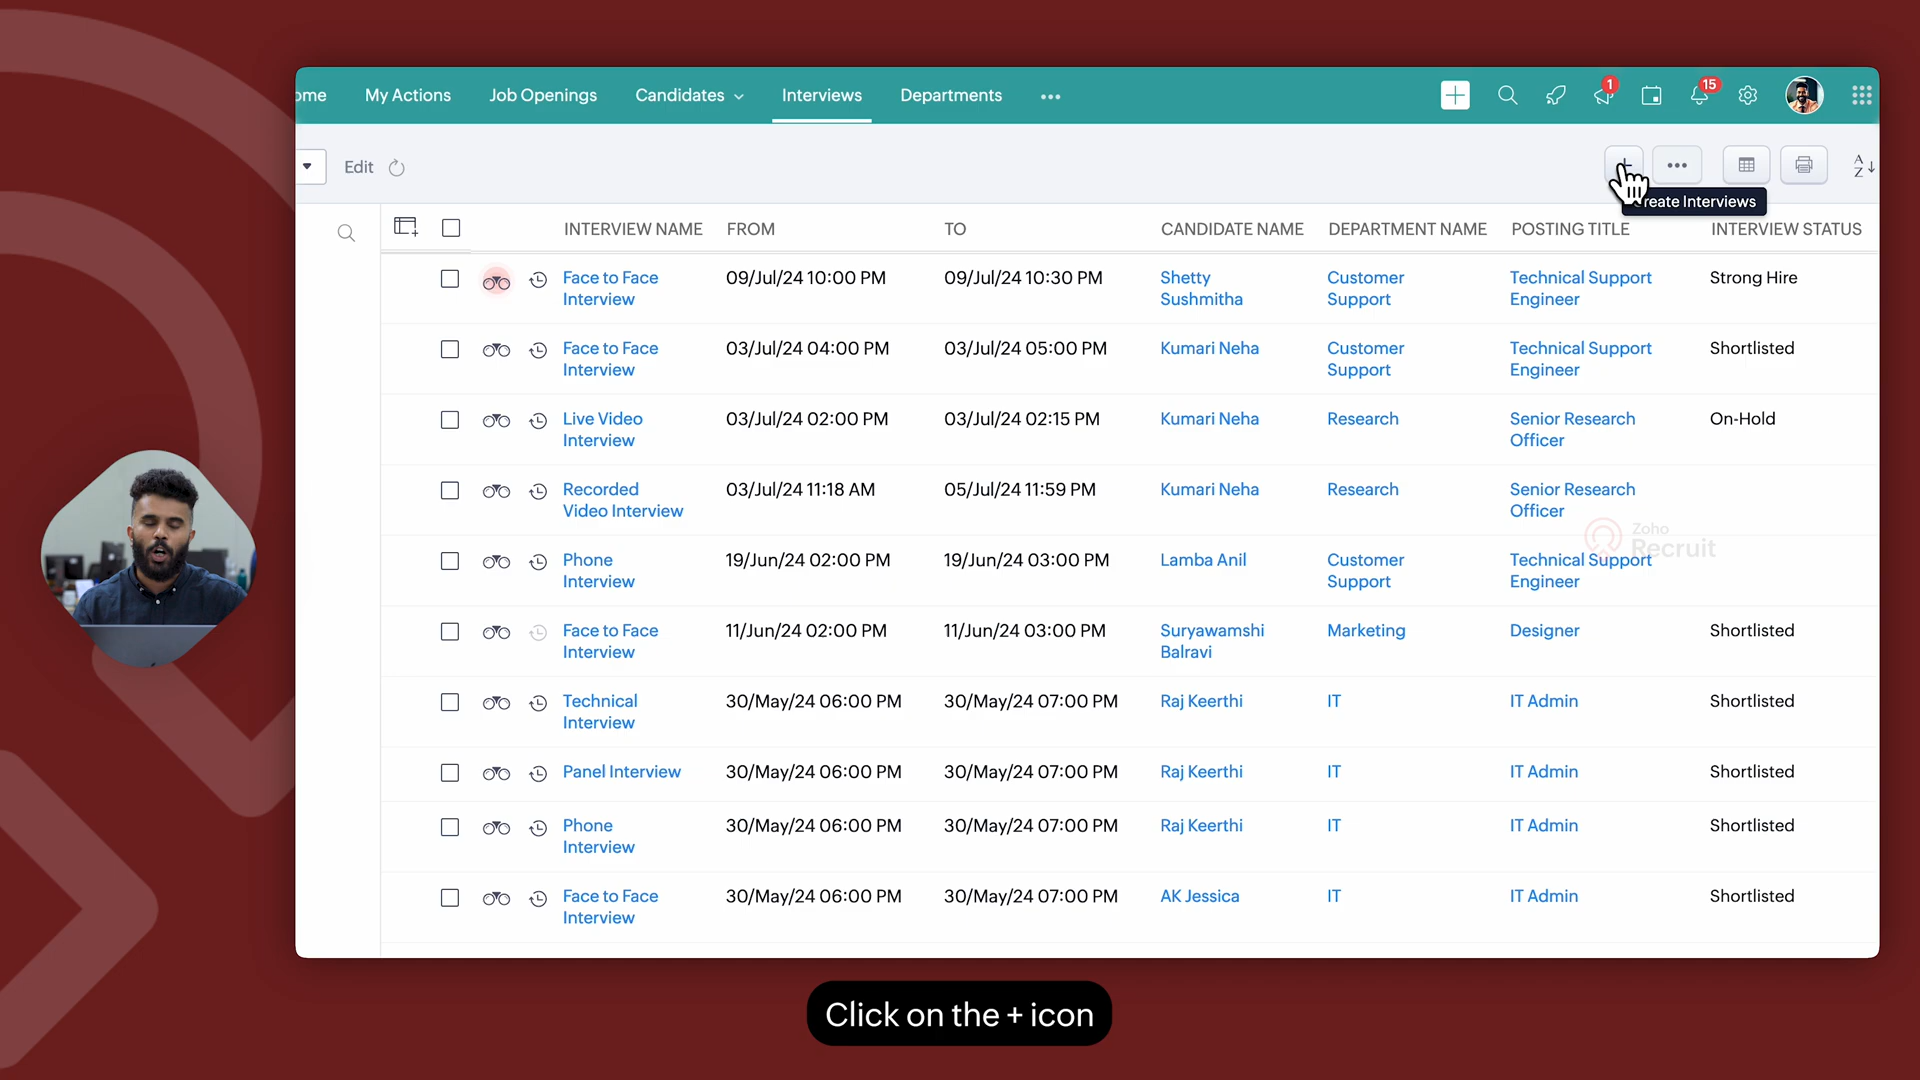 ome My Actions Job Openings Candidates Interviews Departments 1 15
Edit
Create Interviews
INTERVIEW NAME FROM TO CANDIDATE NAME DEPARTMENT NAME POSTING TITLE INTERVIEW STATUS
Face to Face 09/Jul/24 10:00 PM 09/Jul/24 10:30 PM Shetty Customer Technical Support Strong Hire
Interview Sushmitha Support Engineer
Face to Face 03/Jul/24 04:00 PM 03/Jul/24 05:00 PM Kumari Neha Customer Technical Support Shortlisted
Interview Support Engineer
Live Video 03/Jul/24 02:00 PM 03/Jul/24 02:15 PM Kumari Neha Research Senior Research On-Hold
Interview Officer
Recorded 03/Jul/24 11:18 AM 05/Jul/24 11:59 PM Kumari Neha Research Senior Research
Video Interview Officer
Zoho
Recruit
Phone 19/Jun/24 02:00 PM 19/Jun/24 03:00 PM Lamba Anil Customer Technical Support
Interview Support Engineer
Face to Face 11/Jun/24 02:00 PM 11/Jun/24 03:00 PM Suryawamshi Marketing Designer Shortlisted
Interview Balravi
Technical 30/May/24 06:00 PM 30/May/24 07:00 PM Raj Keerthi IT IT Admin Shortlisted
Interview
Panel Interview 30/May/24 06:00 PM 30/May/24 07:00 PM Raj Keerthi IT IT Admin Shortlisted
Phone 30/May/24 06:00 PM 30/May/24 07:00 PM Raj Keerthi IT IT Admin Shortlisted
Interview
Face to Face 30/May/24 06:00 PM 30/May/24 07:00 PM AK Jessica IT IT Admin Shortlisted
Interview
Click on the + icon